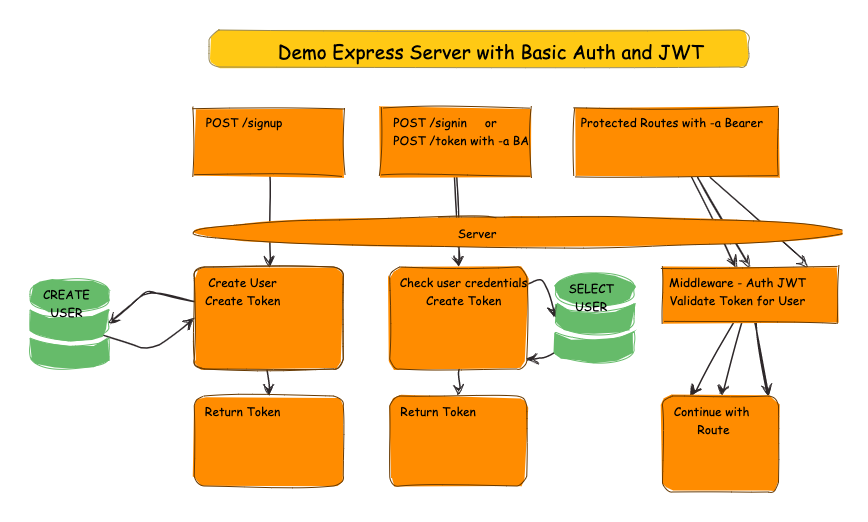 Demo Express Server with Basic Auth and JWT
POST /signup
POST /signin or
POST /token with -a BA
Protected Routes with -a Bearer
Server
Create User
Create Token
Check user credentials
Create Token
Middleware - Auth JWT
Validate Token for User
CREATE
USER
SELECT
USER
Return Token
Return Token
Continue with
Route